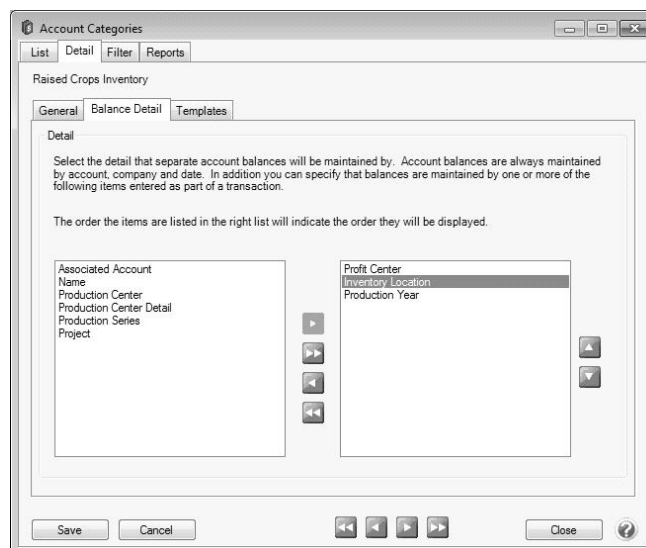 Account Categories
List Detail Filter Reports
Raised Crops Inventory
General Balance Detail Templates
Detail
Select the detail that separate account balances will be maintained by. Account balances are always maintained
by account, company and date. In addition you can specify that balances are maintained by one or more of the
following items entered as part of a transaction.
The order the items are listed in the right list will indicate the order they will be displayed.
Associated Account
Name
Production Center
Production Center Detail
Production Series
Project
Profit Center
Inventory Location
Production Year
Save Cancel Close ?